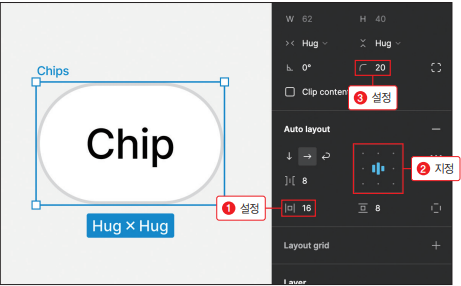 Chips
Chip
Hug × Hug
W 62 H 40
Hug Hug
0° 20
Clip conten
3 설정
Auto layout
2 지정
8
1 설정
16 8
Layout grid
Layer